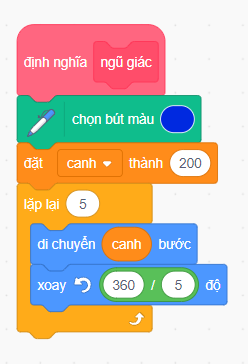 định nghĩa ngũ giác
chọn bút màu
đặt canh thành 200
lặp lại 5
di chuyển canh bước
xoay 360 / 5 độ